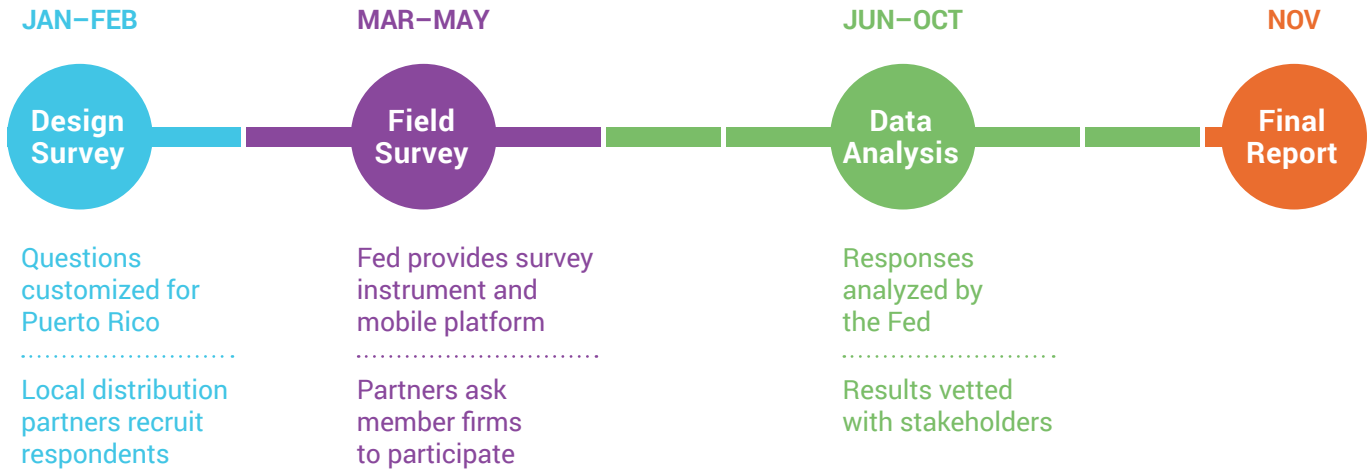 JAN–FEB
MAR–MAY
JUN–OCT
NOV
Design
Survey
Field
Survey
Data
Analysis
Final
Report
Questions
customized for
Puerto Rico
Local distribution
partners recruit
respondents
Fed provides survey
instrument and
mobile platform
Partners ask
member firms
to participate
Responses
analyzed by
the Fed
Results vetted
with stakeholders